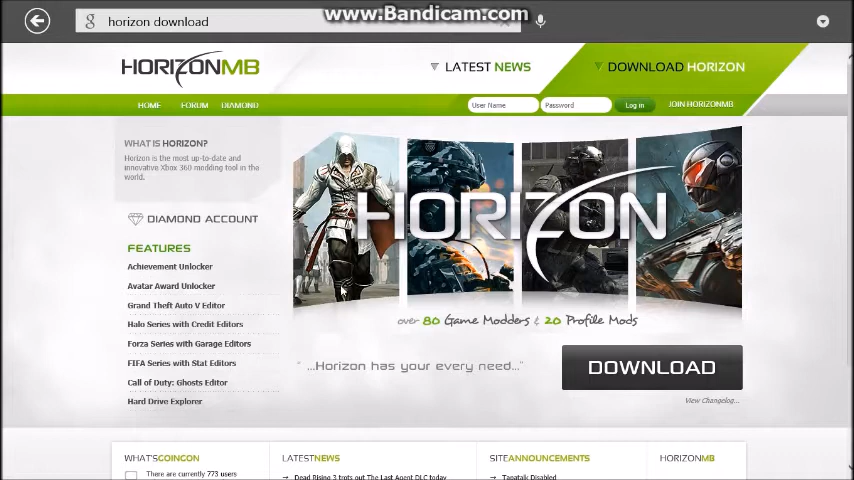 www.Bandicam.com
g horizon download
HORIZONMB
LATEST NEWS
DOWNLOAD HORIZON
HOME FORUM DIAMOND
User Name Password Log in JOIN HORIZONMB
WHAT IS HORIZON?
Horizon is the most up-to-date and
innovative Xbox 360 modding tool in the
world.
DIAMOND ACCOUNT
FEATURES
Achievement Unlocker
Avatar Award Unlocker
Grand Theft Auto V Editor
Halo Series with Credit Editors
Forza Series with Garage Editors
FIFA Series with Stat Editors
Call of Duty: Ghosts Editor
Hard Drive Explorer
HORIZON
over 80 Game Modders & 20 Profile Mods
"...Horizon has your every need..."
DOWNLOAD
View Changelog...
WHAT'SCOINCON
There are currently 773 users
LATESTNEWS
Dead Rising 3 trots out The Last Agent DLC today
SITEANNOUNCEMENTS
Tapatalk Disabled
HORIZONMB